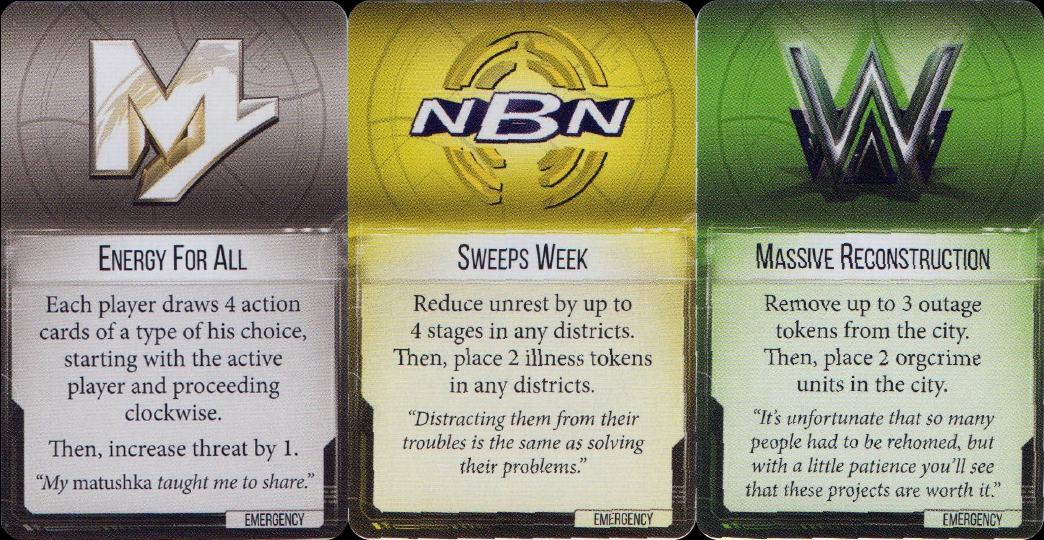 My
ENERGY FOR ALL
Each player draws 4 action
cards of a type of his choice,
starting with the active
player and proceeding
clockwise.
Then, increase threat by 1.
“My matushka taught me to share.”
EMERGENCY
NBN
SWEEPS WEEK
Reduce unrest by up to
4 stages in any districts.
Then, place 2 illness tokens
in any districts.
“Distracting them from their
troubles is the same as solving
their problems.”
EMERGENCY
W
MASSIVE RECONSTRUCTION
Remove up to 3 outage
tokens from the city.
Then, place 2 orgcrime
units in the city.
“It’s unfortunate that so many
people had to be rehomed, but
with a little patience you’ll see
that these projects are worth it.”
EMERGENCY